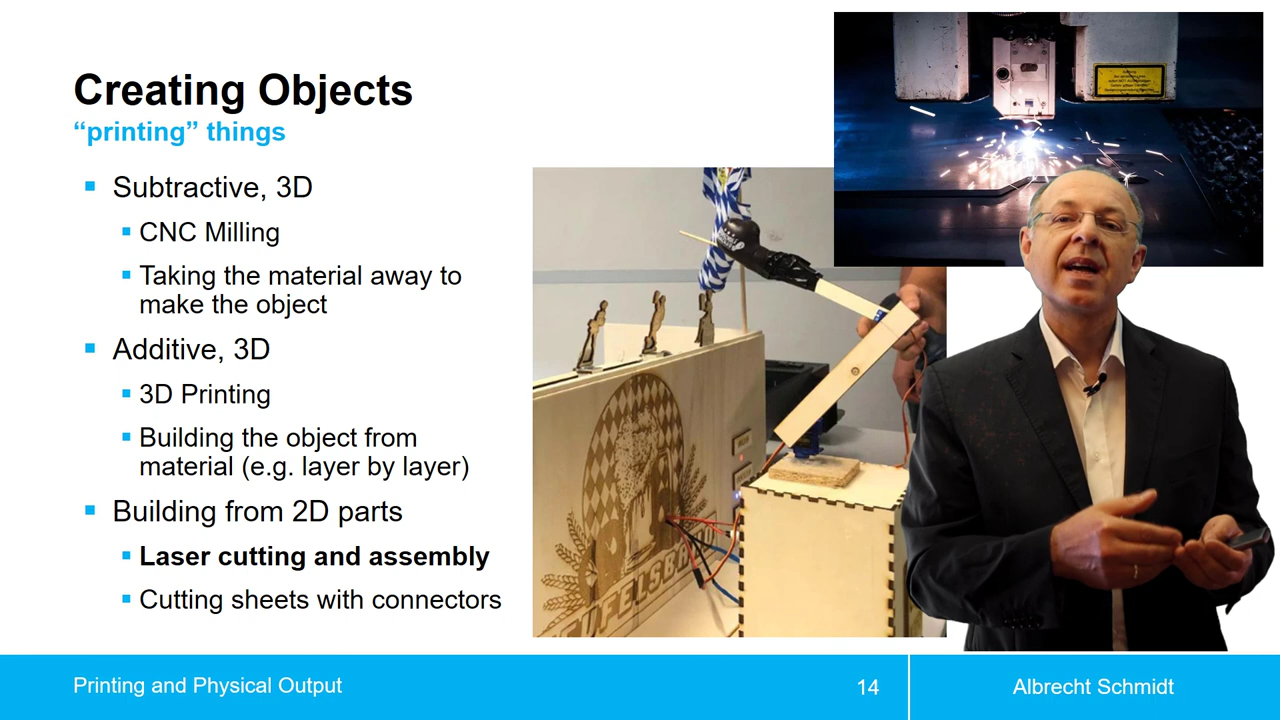 Creating Objects
“printing” things
Subtractive, 3D
CNC Milling
Taking the material away to
make the object
Additive, 3D
3D Printing
Building the object from
material (e.g. layer by layer)
Building from 2D parts
Laser cutting and assembly
Cutting sheets with connectors
Printing and Physical Output
14
Albrecht Schmidt